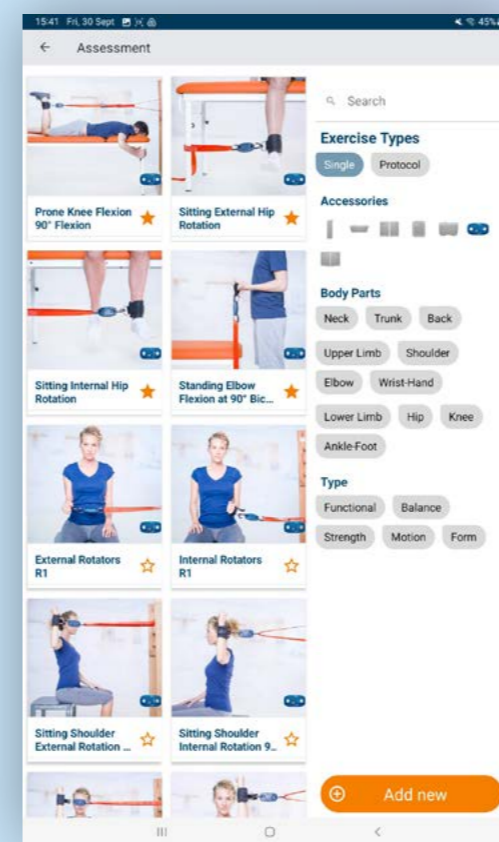 15:41 Fri, 30 Sept
45%
Assessment
Prone Knee Flexion
90° Flexion
Sitting External Hip
Rotation
Sitting Internal Hip
Rotation
Standing Elbow
Flexion at 90° Bic...
External Rotators
R1
Internal Rotators
R1
Sitting Shoulder
External Rotation ...
Sitting Shoulder
Internal Rotation 9...
Search
Exercise Types
Single Protocol
Accessories
Body Parts
Neck Trunk Back
Upper Limb Shoulder
Elbow Wrist-Hand
Lower Limb Hip Knee
Ankle-Foot
Type
Functional Balance
Strength Motion Form
Add new